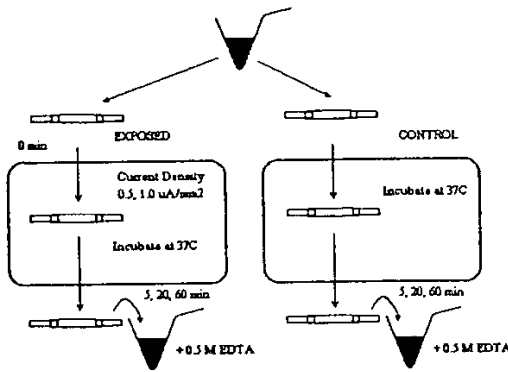 EXPOSED
CONTROL
0 min
Current Density
0.5, 1.0 uA/mm2
Incubate at 37C
Incubate at 37C
5, 20, 60 min
5, 20, 60 min
+0.5 M EDTA
+0.5 M EDTA